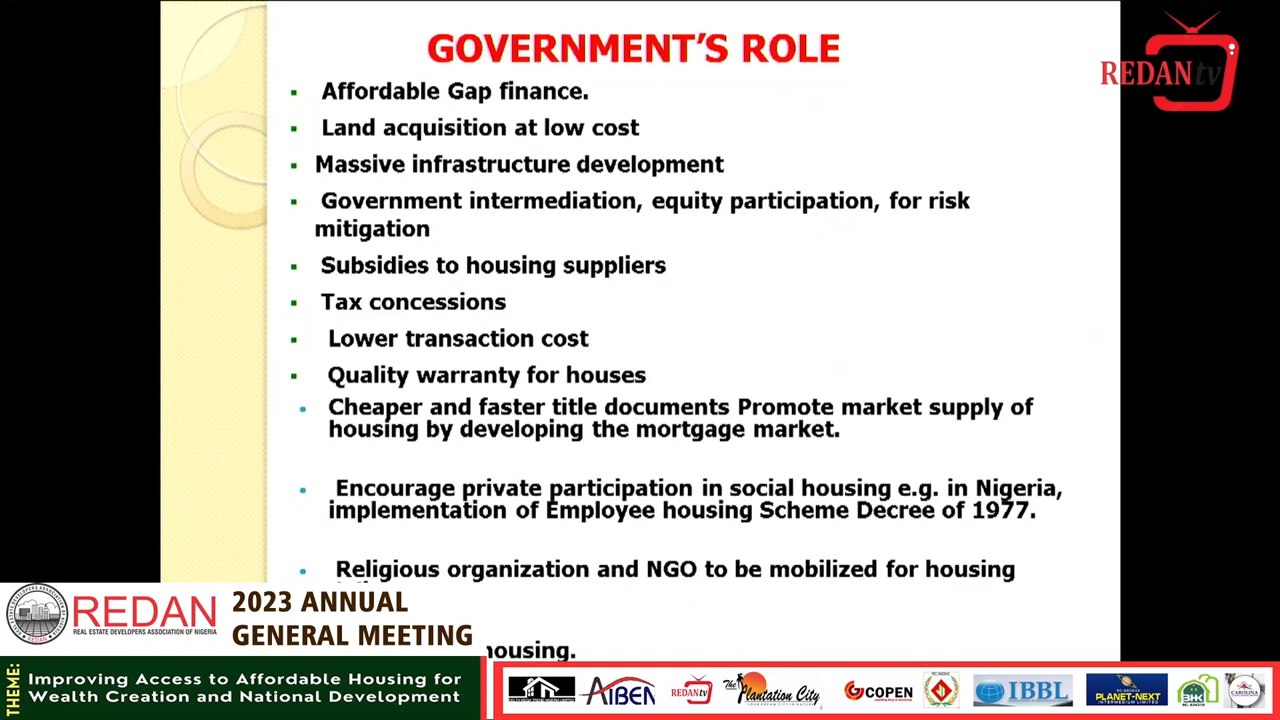 GOVERNMENT'S ROLE
REDANtv
Affordable Gap finance.
Land acquisition at low cost
Massive infrastructure development
Government intermediation, equity participation, for risk
mitigation
Subsidies to housing suppliers
Tax concessions
Lower transaction cost
Quality warranty for houses
Cheaper and faster title documents Promote market supply of
housing by developing the mortgage market.
Encourage private participation in social housing e.g. in Nigeria,
implementation of Employee housing Scheme Decree of 1977.
Religious organization and NGO to be mobilized for housing
housing.
REDAN
REAL ESTATE DEVELOPERS ASSOCIATION OF NIGERIA
2023 ANNUAL
GENERAL MEETING
THEME:
Improving Access to Affordable Housing for
Wealth Creation and National Development
AIBEN
REDANtv
The Plantation City
COPEN
IBBL
PLANET-NEXT
INTERMEDIUM LIMITED
BHK
CAROLINA